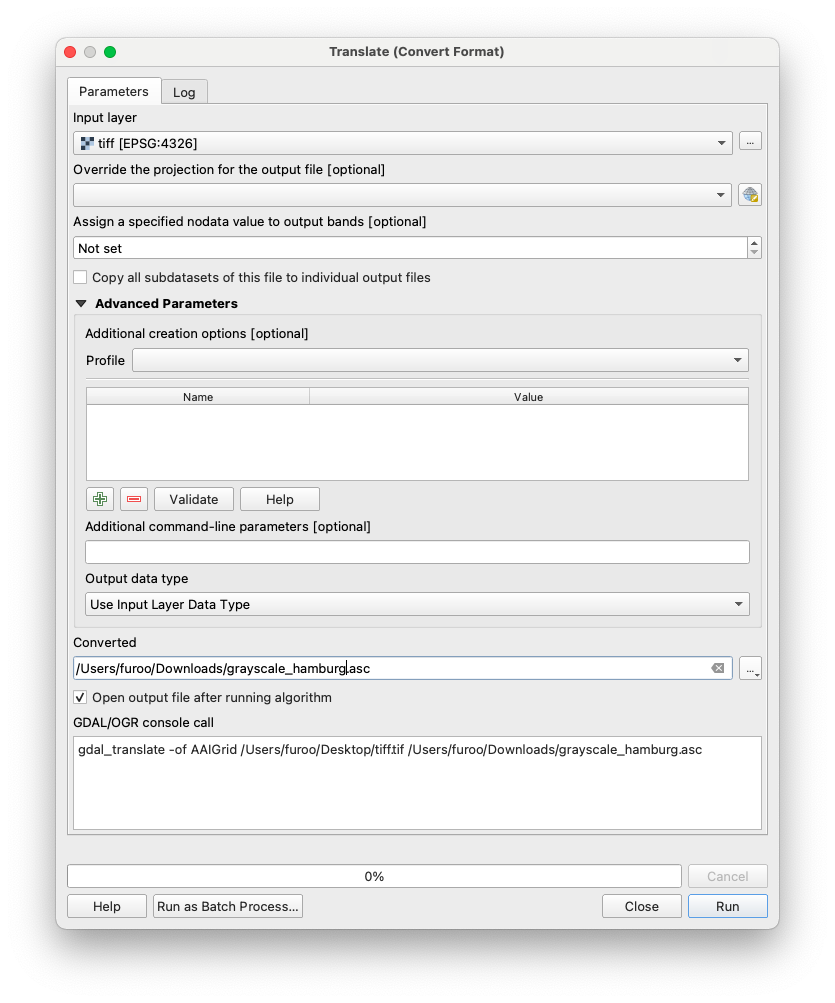 Translate (Convert Format)
Parameters
Log
Input layer
tiff [EPSG:4326]
...
Override the projection for the output file [optional]
Assign a specified nodata value to output bands [optional]
Not set
Copy all subdatasets of this file to individual output files
Advanced Parameters
Additional creation options [optional]
Profile
Name Value
Validate Help
Additional command-line parameters [optional]
Output data type
Use Input Layer Data Type
Converted
/Users/furoo/Downloads/grayscale_hamburg.asc
...
Open output file after running algorithm
GDAL/OGR console call
gdal_translate -of AAIGrid /Users/furoo/Desktop/tiff.tif /Users/furoo/Downloads/grayscale_hamburg.asc
0%
Cancel
Help Run as Batch Process... Close Run